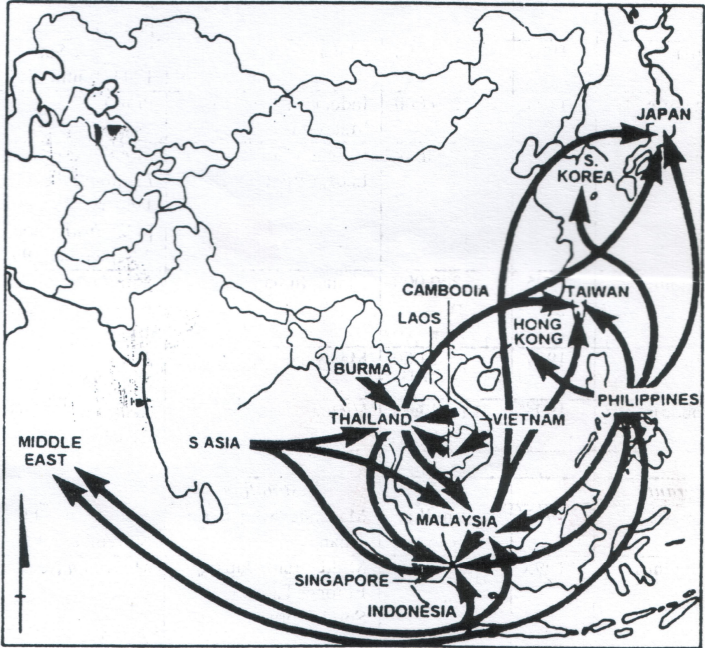 JAPAN
S.
KOREA
CAMBODIA
TAIWAN
LAOS
HONG
KONG
BURMA
PHILIPPINES
THAILAND
VIETNAM
MIDDLE
EAST
S ASIA
MALAYSIA
SINGAPORE
INDONESIA